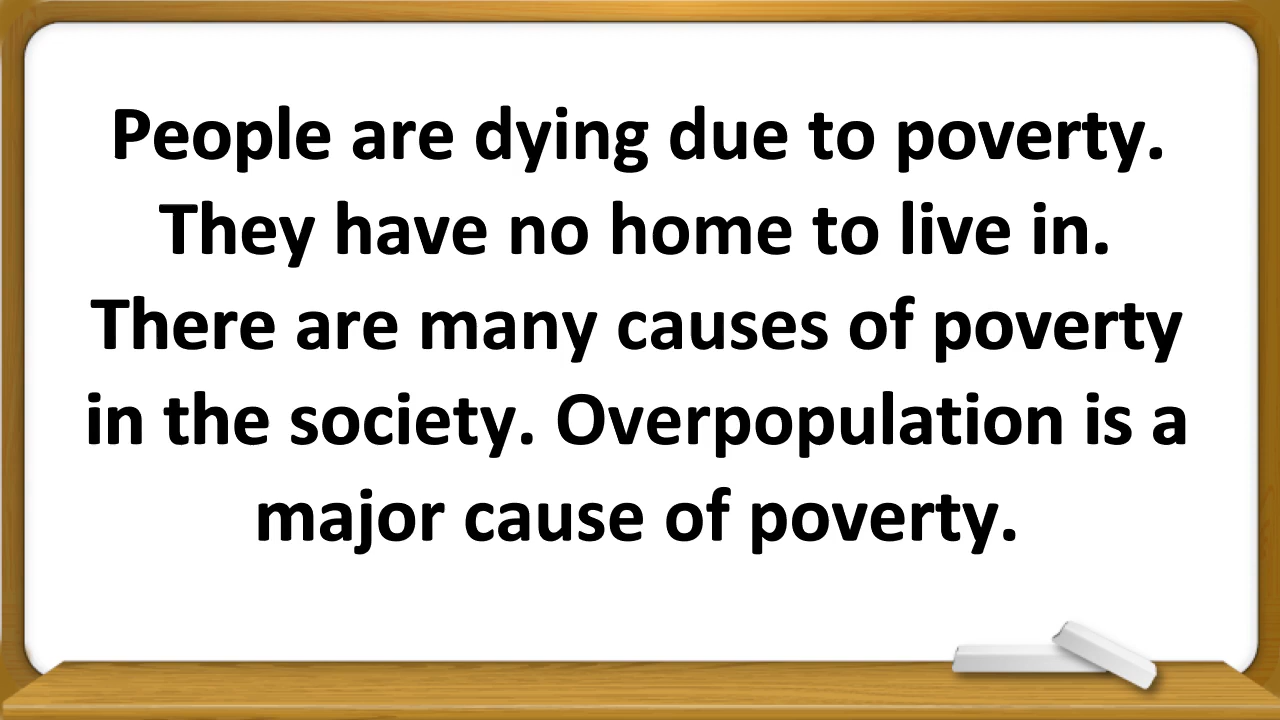 People are dying due to poverty.
They have no home to live in.
There are many causes of poverty
in the society. Overpopulation is a
major cause of poverty.